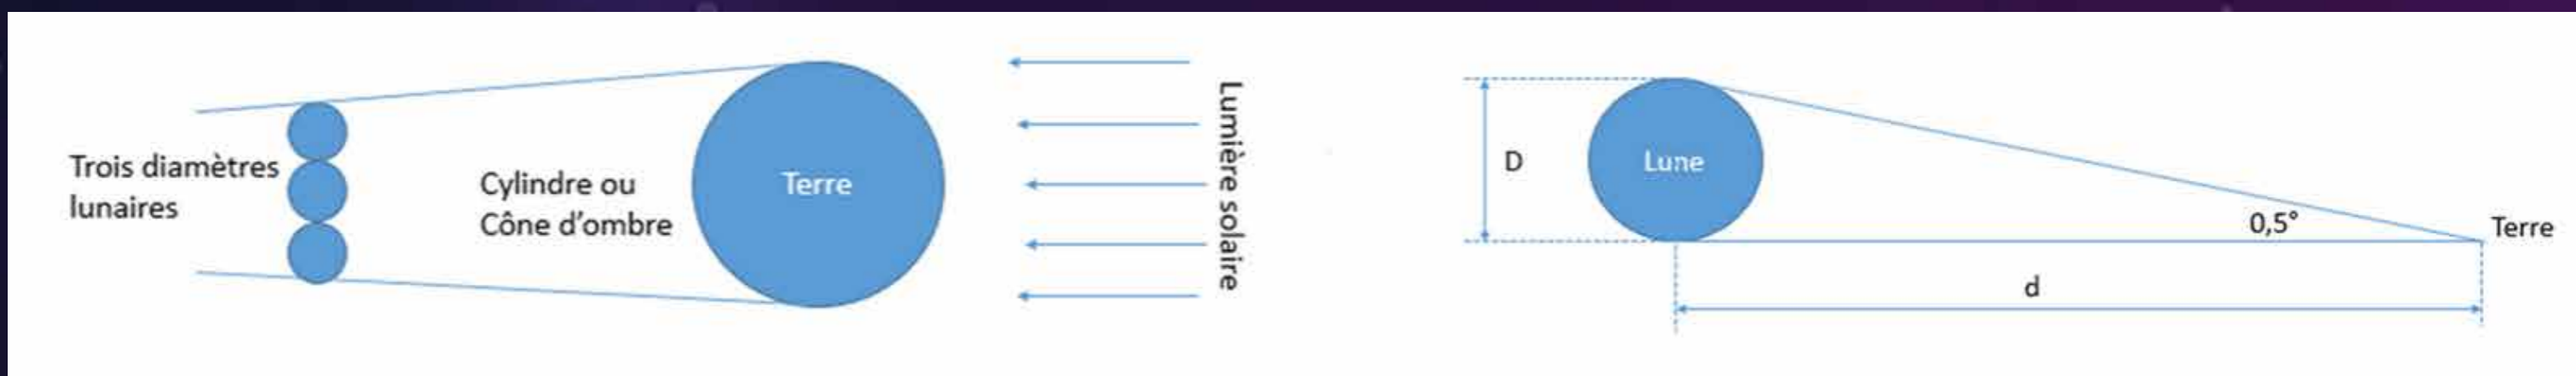 Trois diamètres
lunaires
Cylindre ou
Cône d'ombre
Terre
Lumière solaire
D
Lune
0,5°
Terre
d